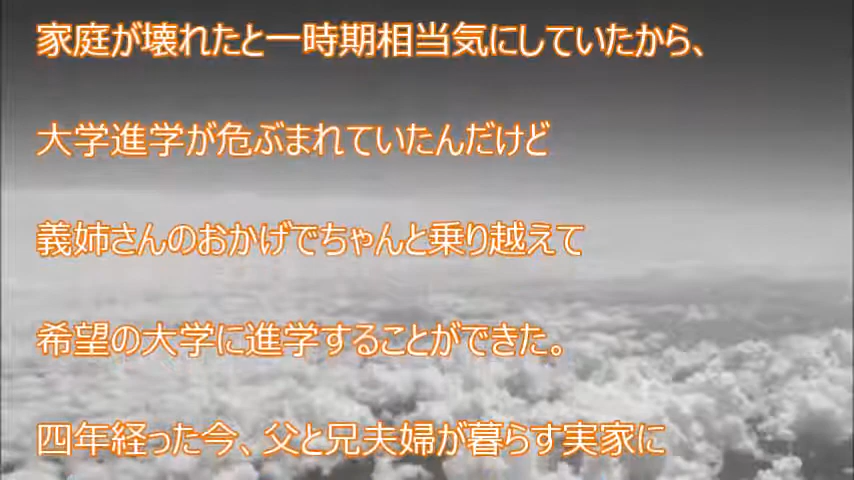 家庭が壊れたと一時期相当気にしていたから、
大学進学が危ぶまれていたんだけど
義姉さんのおかげでちゃんと乗り越えて
希望の大学に進学することができた。
四年経った今、父と兄夫婦が暮らす実家に